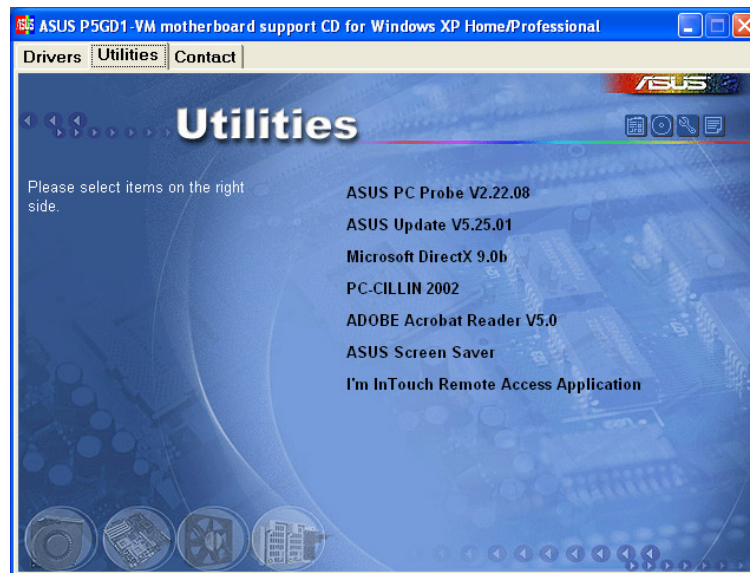 ASUS P5GD1-VM motherboard support CD for Windows XP Home/Professional
Drivers Utilities Contact
ASUS
Utilities
Please select items on the right
side.
ASUS PC Probe V2.22.08
ASUS Update V5.25.01
Microsoft DirectX 9.0b
PC-CILLIN 2002
ADOBE Acrobat Reader V5.0
ASUS Screen Saver
I'm InTouch Remote Access Application